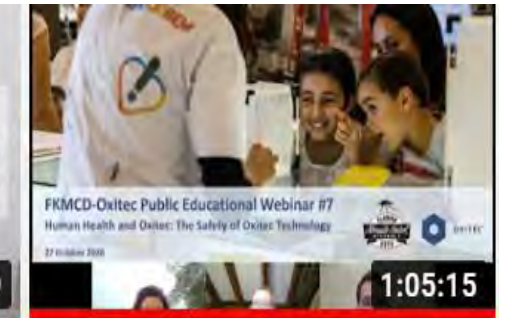 FKMCD-Oxitec Public Educational Webinar #7
Human Health and Oxitec: The Safety of Oxitec Technology
27 October 2020
OXITEC
1:05:15